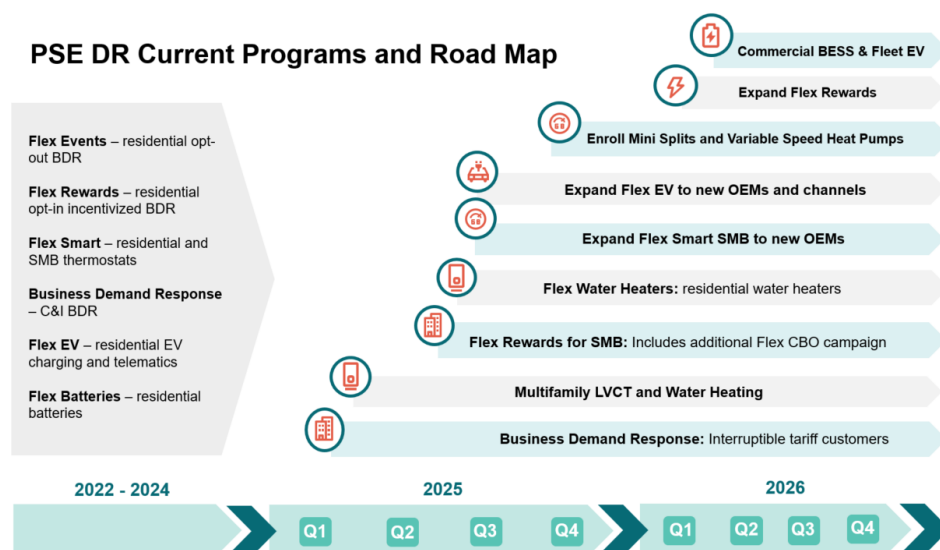 PSE DR Current Programs and Road Map
Flex Events – residential opt-
out BDR
Flex Rewards – residential
opt-in incentivized BDR
Flex Smart – residential and
SMB thermostats
Business Demand Response
– C&I BDR
Flex EV – residential EV
charging and telematics
Flex Batteries – residential
batteries
Commercial BESS & Fleet EV
Expand Flex Rewards
Enroll Mini Splits and Variable Speed Heat Pumps
Expand Flex EV to new OEMs and channels
Expand Flex Smart SMB to new OEMs
Flex Water Heaters: residential water heaters
Flex Rewards for SMB: Includes additional Flex CBO campaign
Multifamily LVCT and Water Heating
Business Demand Response: Interruptible tariff customers
2022 - 2024
2025
2026
Q1 Q2 Q3 Q4 Q1 Q2 Q3 Q4